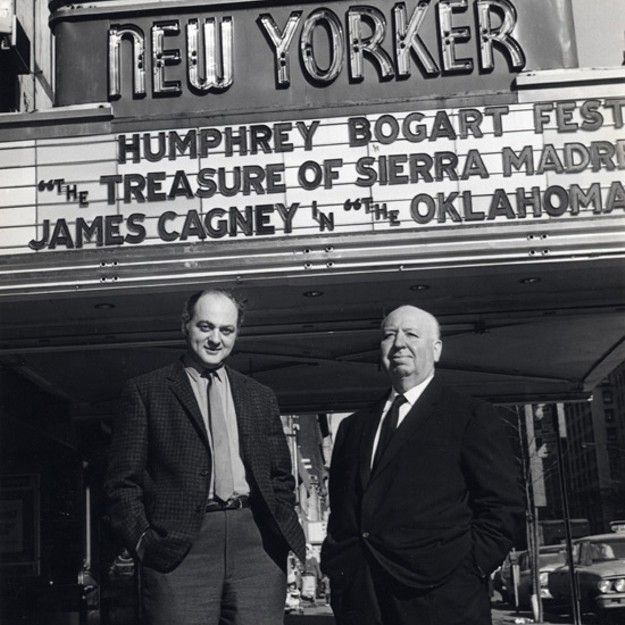 NEW YORKER
HUMPHREY BOGART FEST
"THE TREASURE OF SIERRA MADRE
JAMES CAGNEY IN "THE OKLAHOMA